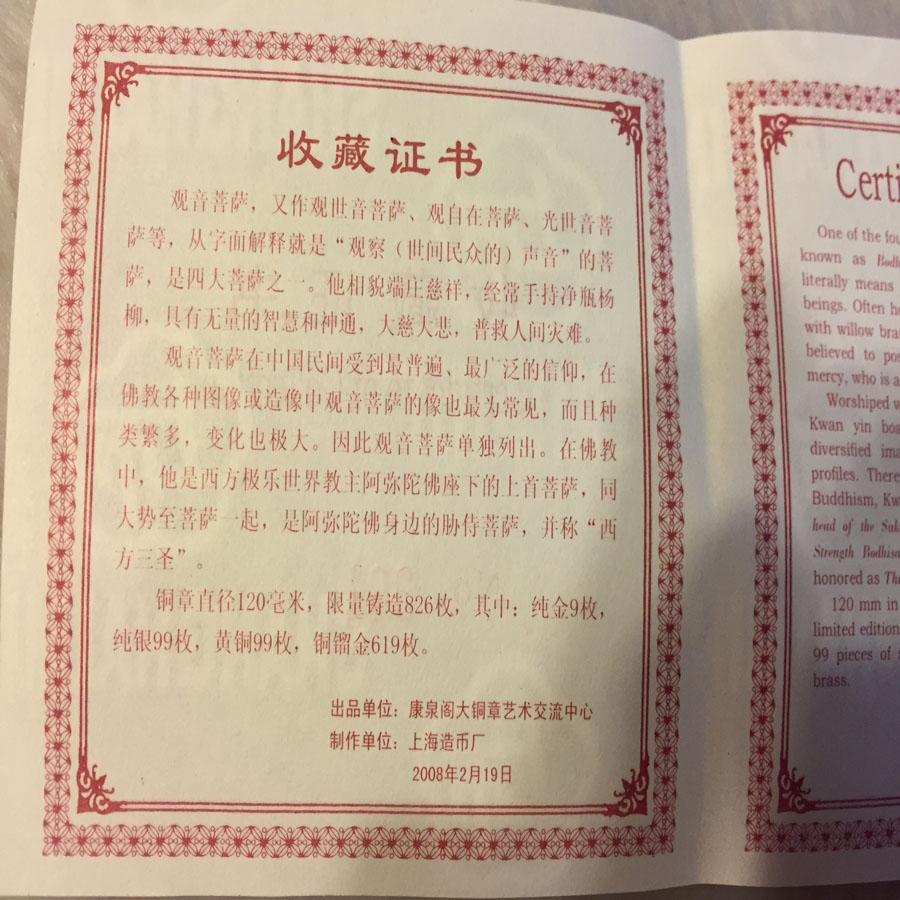 收藏证书
观音菩萨，又作观世音菩萨、观自在菩萨、光世音菩
萨等，从字面解释就是“观察（世间民众的）声音”的菩
萨，是四大菩萨之一。他相貌端庄慈祥，经常手持净瓶杨
柳，具有无量的智慧和神通，大慈大悲，普救人间灾难。
观音菩萨在中国民间受到最普遍、最广泛的信仰，在
佛教各种图像或造像中观音菩萨的像也最为常见，而且种
类繁多，变化也极大。因此观音菩萨单独列出。在佛教
中，他是西方极乐世界教主阿弥陀佛座下的上首菩萨，同
大势至菩萨一起，是阿弥陀佛身边的胁侍菩萨，并称“西
方三圣”。
铜章直径120毫米，限量铸造826枚，其中：纯金9枚，
纯银99枚，黄铜99枚，铜镏金619枚。
出品单位：康泉阁大铜章艺术交流中心
制作单位：上海造币厂
2008年2月19日
Certi
One of the fou
known as Bodh
literally means
beings. Often he
with willow bra
believed to pos
mercy, who is a
Worshiped w
Kwan yin boa
diversified ima
profiles. There
Buddhism, Kw
head of the Suk
Strength Bodhisa
honored as The
120 mm in
limited edition
99 pieces of s
brass.